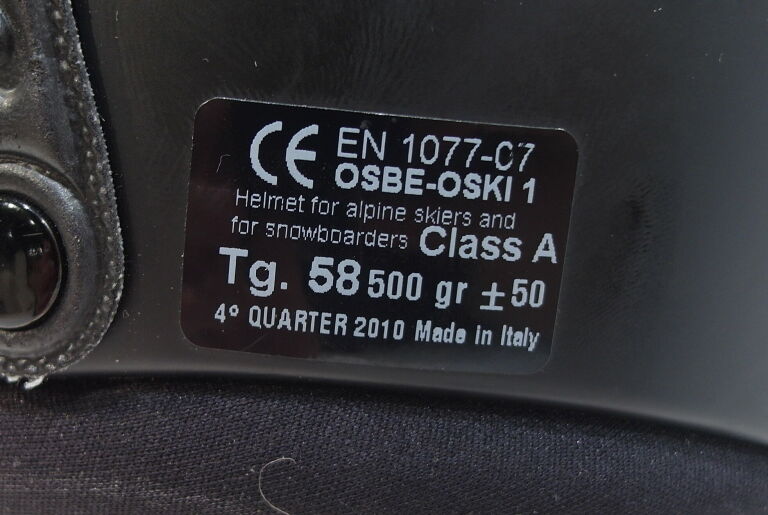 CE EN 1077-07
OSBE-OSKI 1
Helmet for alpine skiers and
for snowboarders Class A
Tg. 58 500 gr ±50
4° QUARTER 2010 Made in Italy